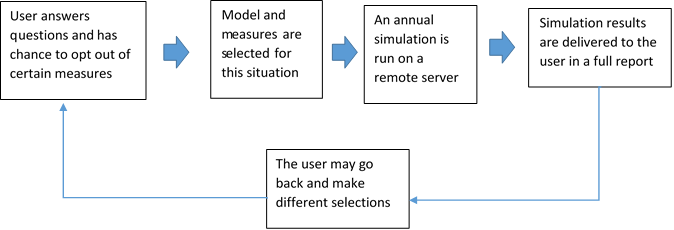 User answers
questions and has
chance to opt out of
certain measures
Model and
measures are
selected for
this situation
An annual
simulation is
run on a
remote server
Simulation results
are delivered to the
user in a full report
The user may go
back and make
different selections